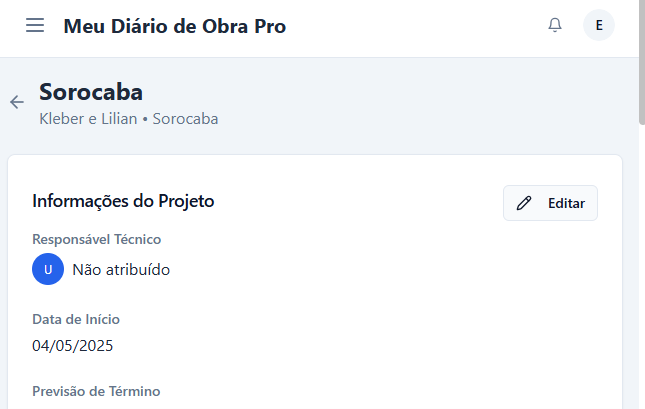 Meu Diário de Obra Pro
E
Sorocaba
Kleber e Lilian • Sorocaba
Informações do Projeto
Editar
Responsável Técnico
U
Não atribuído
Data de Início
04/05/2025
Previsão de Término